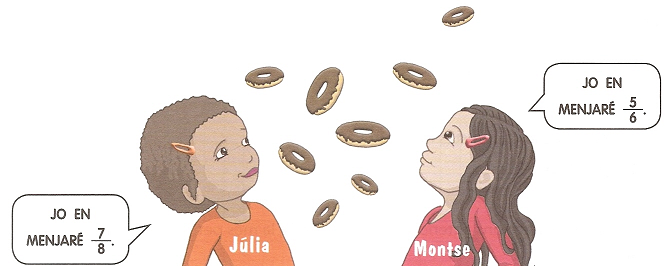 JO EN
MENJARÉ 5/6.
JO EN
MENJARÉ 7/8.
Júlia
Montse